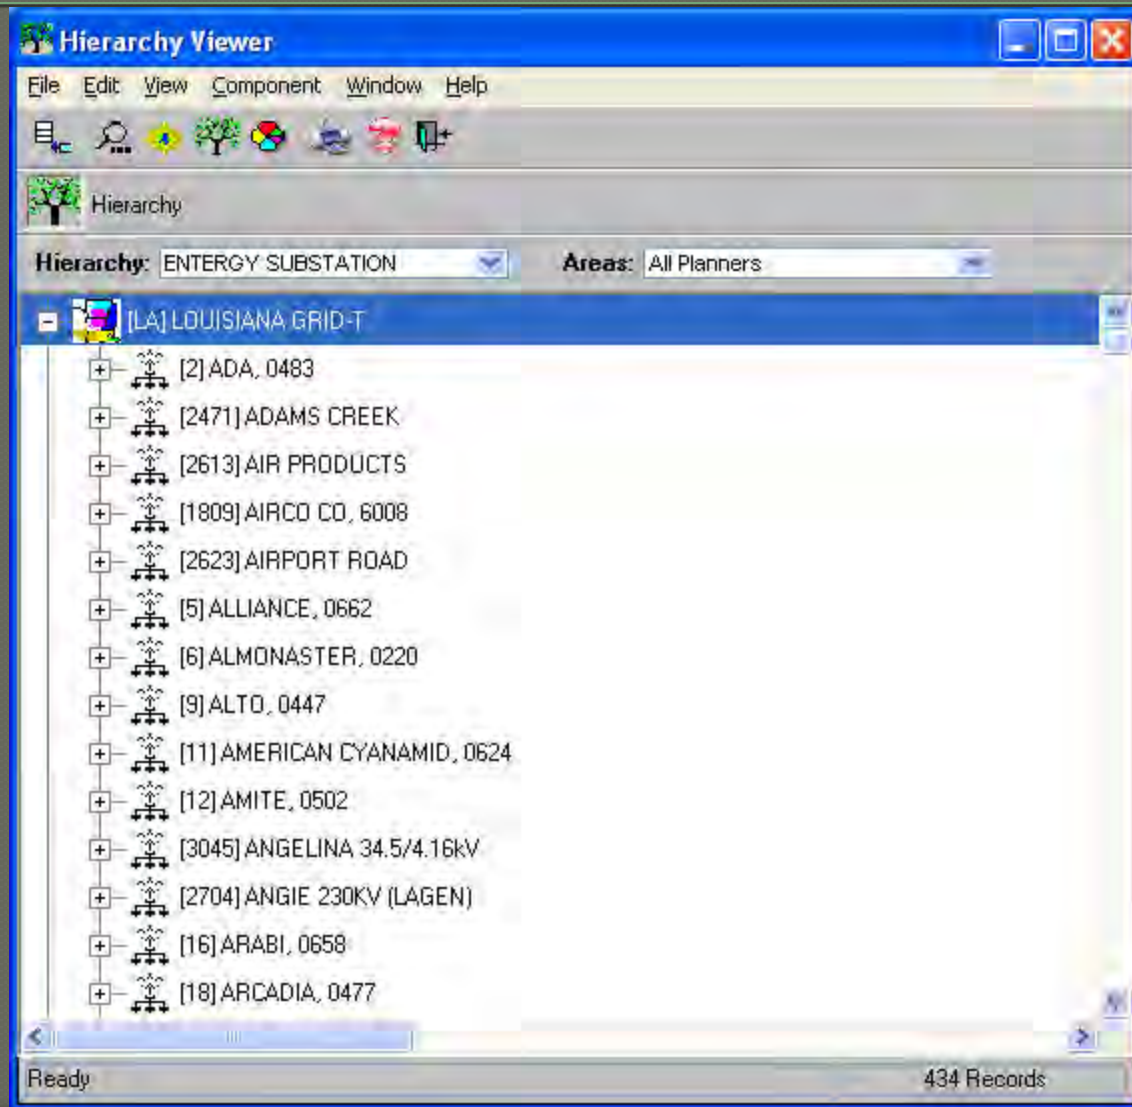 Hierarchy Viewer
File Edit View Component Window Help
Hierarchy
Hierarchy: ENTERGY SUBSTATION Areas: All Planners
[LA] LOUISIANA GRID-T
[2] ADA, 0483
[2471] ADAMS CREEK
[2613] AIR PRODUCTS
[1809] AIRCO CO, 6008
[2623] AIRPORT ROAD
[5] ALLIANCE, 0662
[6] ALMONASTER, 0220
[9] ALTO, 0447
[11] AMERICAN CYANAMID, 0624
[12] AMITE, 0502
[3045] ANGELINA 34.5/4.16kV
[2704] ANGIE 230KV (LAGEN)
[16] ARABI, 0658
[18] ARCADIA, 0477
Ready 434 Records